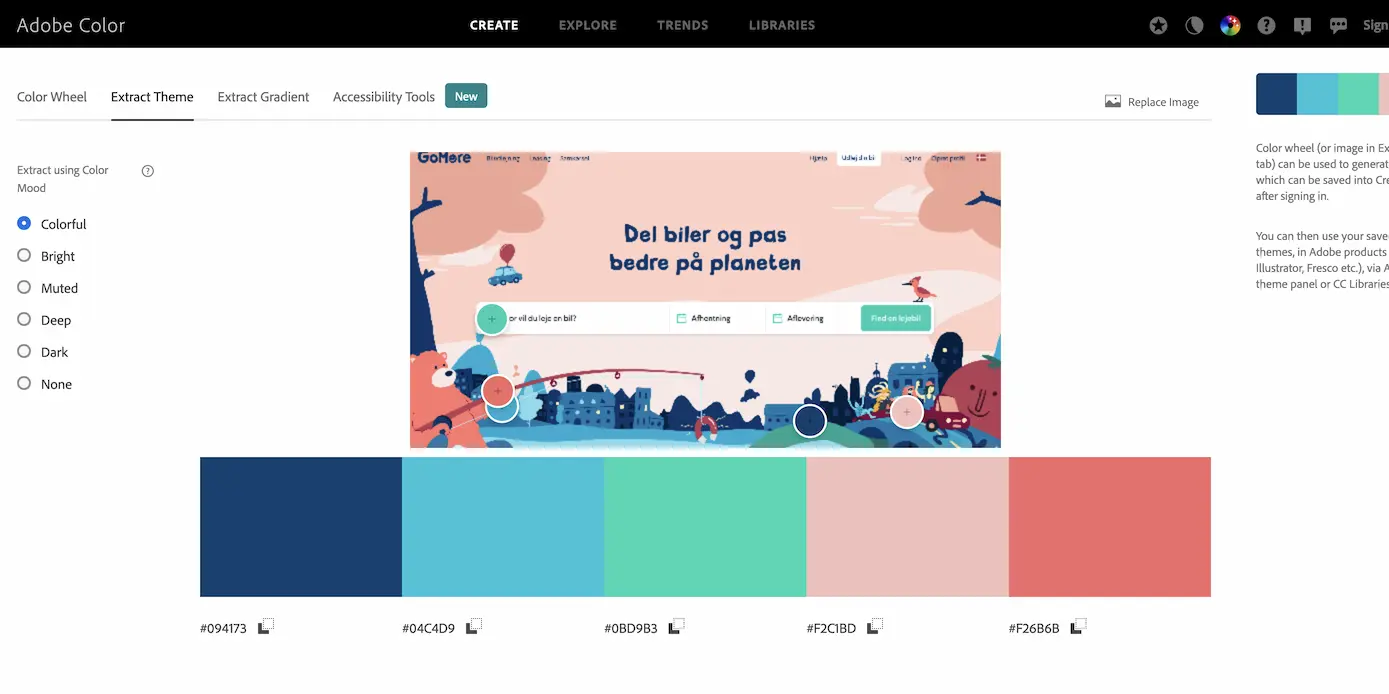 Adobe Color
CREATE EXPLORE TRENDS LIBRARIES
Sign
Color Wheel Extract Theme Extract Gradient Accessibility Tools New
Replace Image
Extract using Color
Mood
Colorful
Bright
Muted
Deep
Dark
None
GoMore Biludlejning Leasing Samkørsel Hjælp Udlej din bil Log ind Opret profil
Del biler og pas
bedre på planeten
or vil du leje en bil? Afhentning Aflevering Find en lejebil
#094173 #04C4D9 #0BD9B3 #F2C1BD #F26B6B
Color wheel (or image in Ex
tab) can be used to generat
which can be saved into Cre
after signing in.
You can then use your save
themes, in Adobe products
Illustrator, Fresco etc.), via A
theme panel or CC Libraries